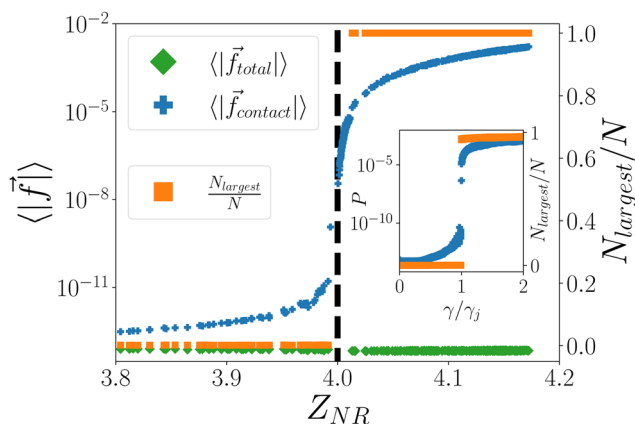 10⁻²
10⁻⁵
10⁻⁸
10⁻¹¹
⟨|f⃗|⟩
⟨|f⃗_total|⟩
⟨|f⃗_contact|⟩
N_largest/N
1.0
0.8
0.6
0.4
0.2
0.0
N_largest/N
10⁻⁵
10⁻¹⁰
P
1
0
N_largest/N
0 1 2
γ/γ_j
3.8 3.9 4.0 4.1 4.2
Z_NR